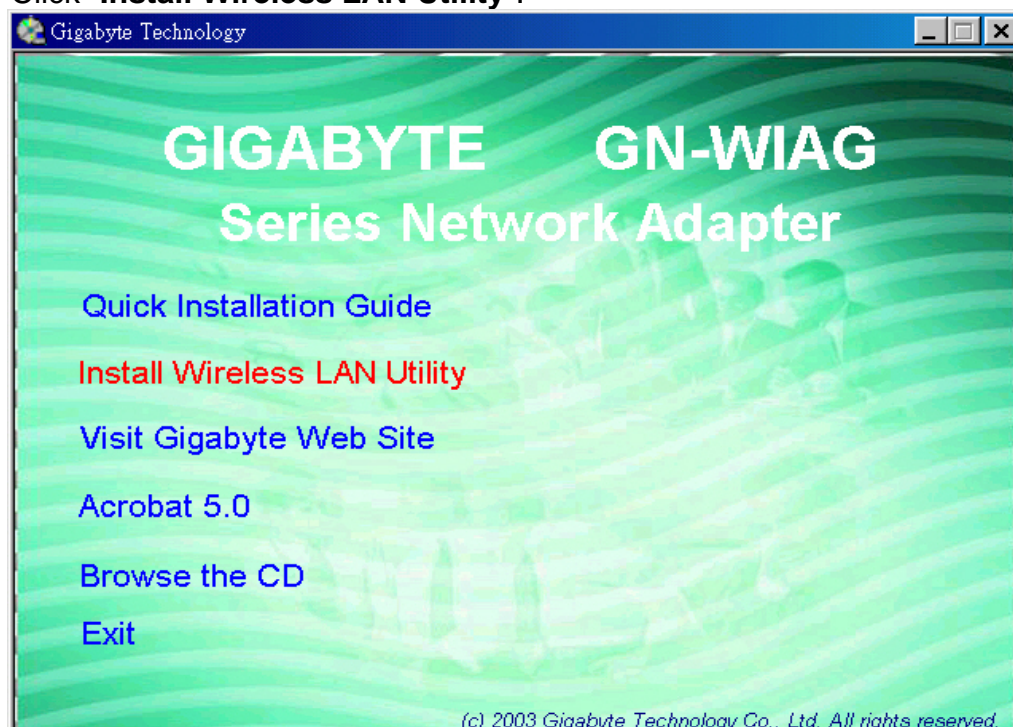 Click "Install Wireless LAN Utility".
Gigabyte Technology
GIGABYTE GN-WIAG
Series Network Adapter
Quick Installation Guide
Install Wireless LAN Utility
Visit Gigabyte Web Site
Acrobat 5.0
Browse the CD
Exit
(c) 2003 Gigabyte Technology Co., Ltd. All rights reserved.